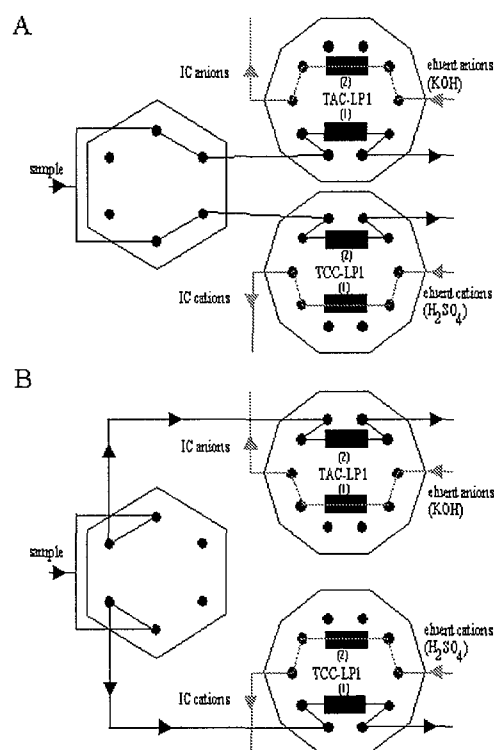 A
IC anions
eluent anions
(KOH)
(2)
TAC-LP1
(1)
sample
(2)
TCC-LP1
(1)
IC cations
eluent cations
(H₂SO₄)
B
IC anions
(2)
TAC-LP1
(1)
eluent anions
(KOH)
sample
eluent cations
(H₂SO₄)
(2)
TCC-LP1
(1)
IC cations